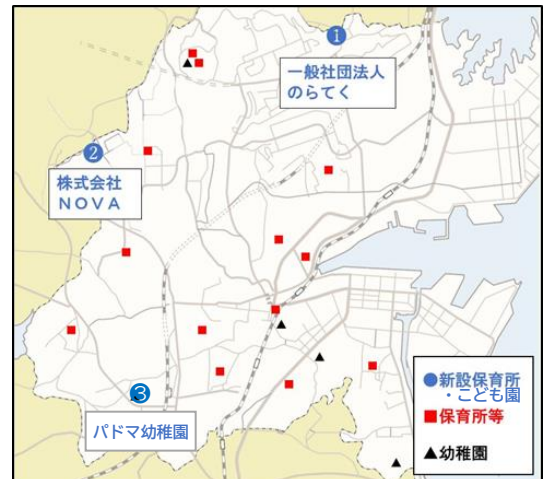 1
一般社団法人
のらてく
2
株式会社
NOVA
3
パドマ幼稚園
●新設保育所
・こども園
■保育所等
▲幼稚園